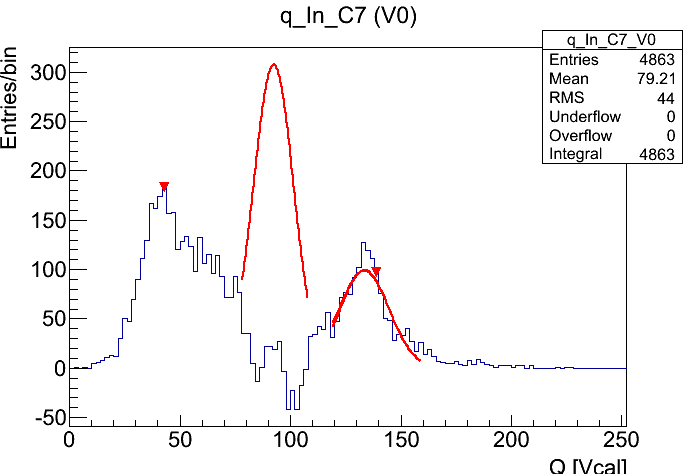 q_In_C7 (V0)
q_In_C7_V0
Entries 4863
Mean 79.21
RMS 44
Underflow 0
Overflow 0
Integral 4863
Entries/bin
300
250
200
150
100
50
0
-50
0 50 100 150 200 250
Q [Vcal]